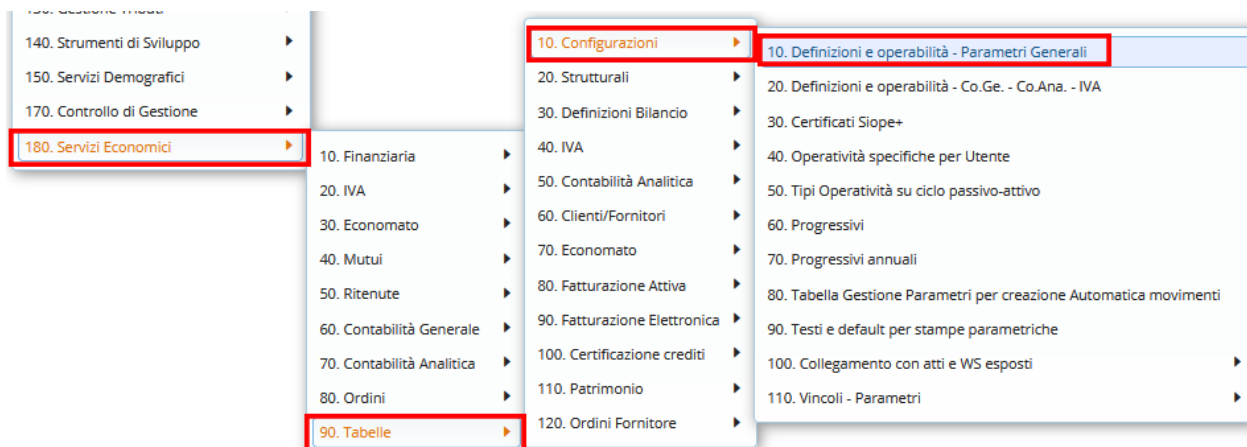 140. Strumenti di Sviluppo
150. Servizi Demografici
170. Controllo di Gestione
180. Servizi Economici
10. Finanziaria
20. IVA
30. Economato
40. Mutui
50. Ritenute
60. Contabilità Generale
70. Contabilità Analitica
80. Ordini
90. Tabelle
10. Configurazioni
20. Strutturali
30. Definizioni Bilancio
40. IVA
50. Contabilità Analitica
60. Clienti/Fornitori
70. Economato
80. Fatturazione Attiva
90. Fatturazione Elettronica
100. Certificazione crediti
110. Patrimonio
120. Ordini Fornitore
10. Definizioni e operabilità - Parametri Generali
20. Definizioni e operabilità - Co.Ge. - Co.Ana. - IVA
30. Certificati Siope+
40. Operatività specifiche per Utente
50. Tipi Operatività su ciclo passivo-attivo
60. Progressivi
70. Progressivi annuali
80. Tabella Gestione Parametri per creazione Automatica movimenti
90. Testi e default per stampe parametriche
100. Collegamento con atti e WS esposti
110. Vincoli - Parametri